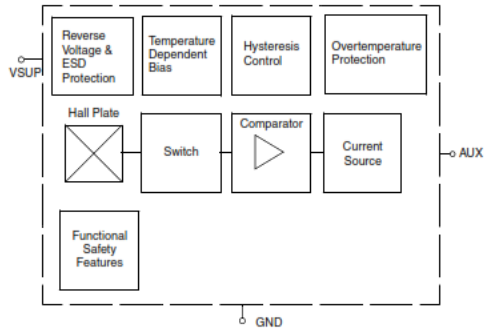 Reverse
Voltage &
ESD
Protection
Temperature
Dependent
Bias
Hysteresis
Control
Overtemperature
Protection
VSUP
Hall Plate
Switch
Comparator
Current
Source
AUX
Functional
Safety
Features
GND